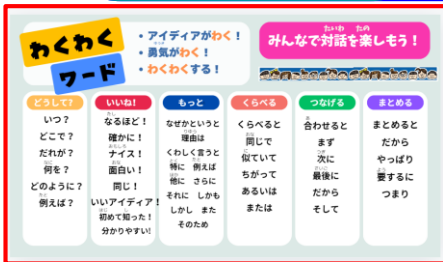 わくわく
ワード
・アイディアがわく！
・勇気がわく！
・わくわくする！
みんなで対話を楽しもう！
どうして？
いつ？
どこで？
だれが？
何を？
どのように？
例えば？
いいね！
なるほど！
確かに！
ナイス！
面白い！
同じ！
いいアイディア！
初めて知った！
分かりやすい!
もっと
なぜかというと
理由は
くわしく言うと
特に 例えば
他に さらに
それに しかも
しかし また
そのため
くらべる
くらべると
同じで
似ていて
ちがって
あるいは
または
つなげる
合わせると
まず
次に
最後に
だから
そして
まとめる
まとめると
だから
やっぱり
要するに
つまり